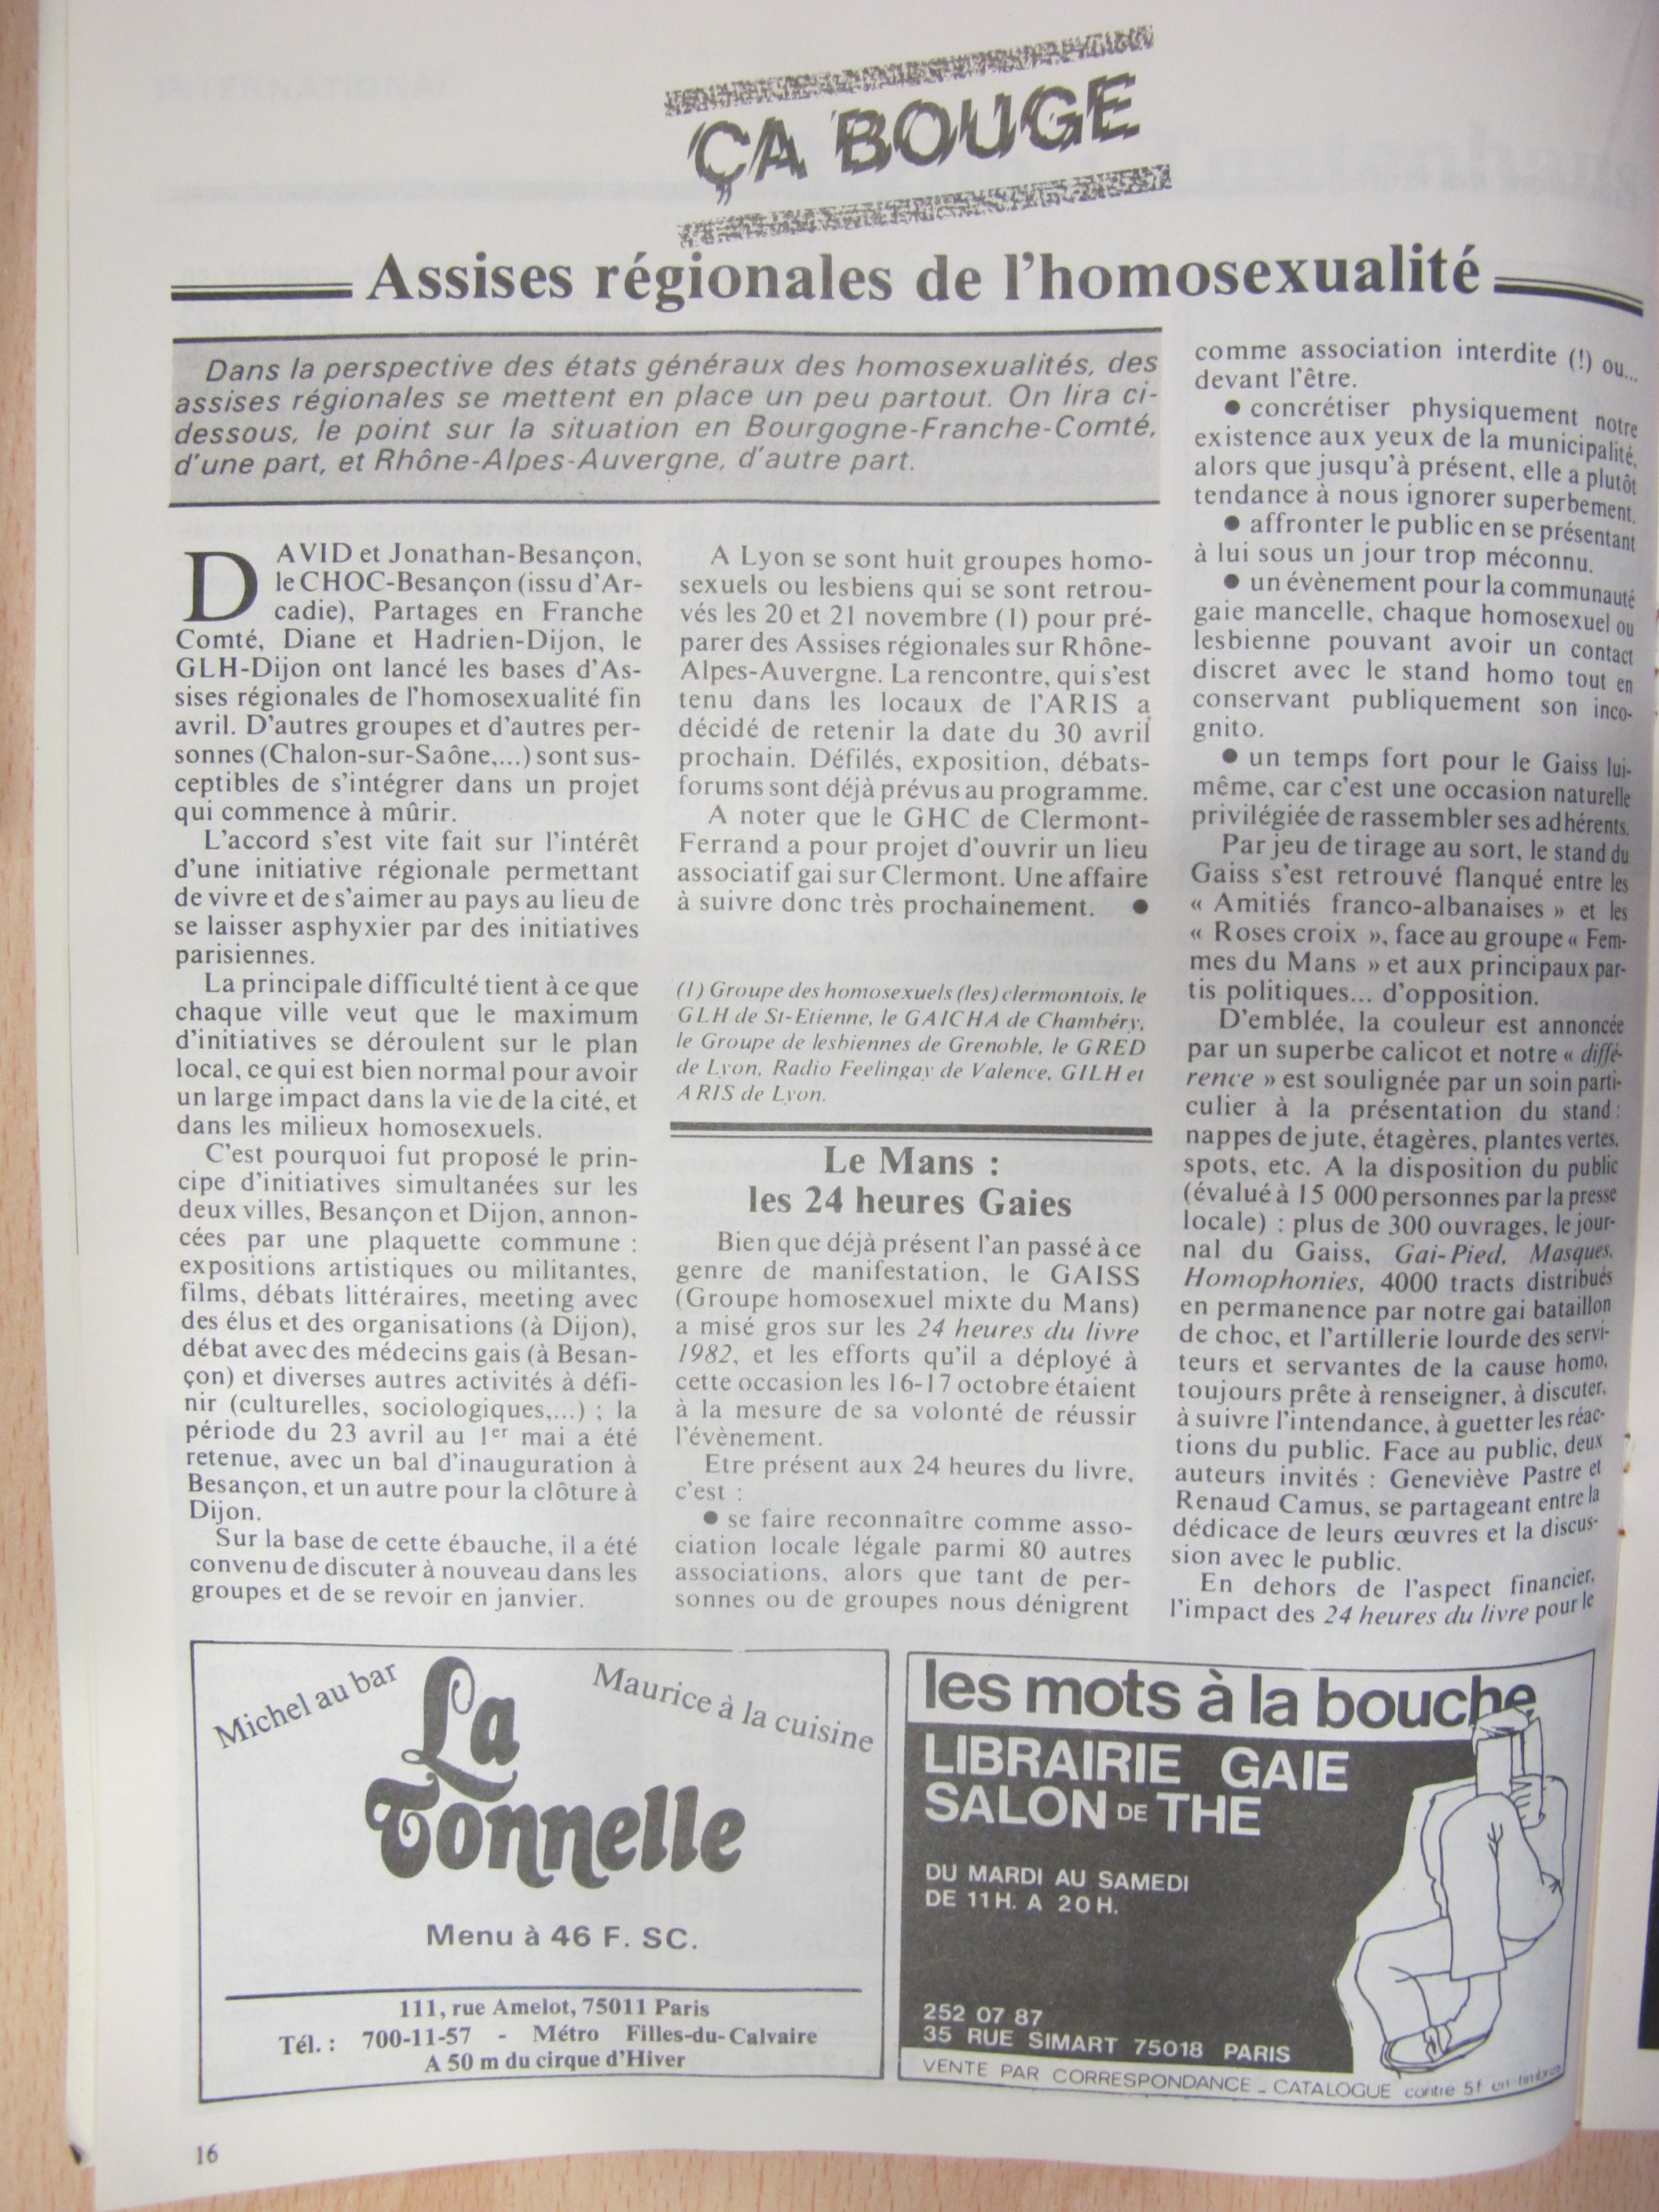 ÇA BOUGE
Assises régionales de l'homosexualité
Dans la perspective des états généraux des homosexualités, des
assises régionales se mettent en place un peu partout. On lira ci-
dessous, le point sur la situation en Bourgogne-Franche-Comté,
d'une part, et Rhône-Alpes-Auvergne, d'autre part.
DAVID et Jonathan-Besançon,
le CHOC-Besançon (issu d'Ar-
cadie), Partages en Franche
Comté, Diane et Hadrien-Dijon, le
GLH-Dijon ont lancé les bases d'As-
sises régionales de l'homosexualité fin
avril. D'autres groupes et d'autres per-
sonnes (Chalon-sur-Saône,...) sont sus-
ceptibles de s'intégrer dans un projet
qui commence à mûrir.
L'accord s'est vite fait sur l'intérêt
d'une initiative régionale permettant
de vivre et de s'aimer au pays au lieu de
se laisser asphyxier par des initiatives
parisiennes.
La principale difficulté tient à ce que
chaque ville veut que le maximum
d'initiatives se déroulent sur le plan
local, ce qui est bien normal pour avoir
un large impact dans la vie de la cité, et
dans les milieux homosexuels.
C'est pourquoi fut proposé le prin-
cipe d'initiatives simultanées sur les
deux villes, Besançon et Dijon, annon-
cées par une plaquette commune :
expositions artistiques ou militantes,
films, débats littéraires, meeting avec
des élus et des organisations (à Dijon),
débat avec des médecins gais (à Besan-
çon) et diverses autres activités à défi-
nir (culturelles, sociologiques,...) ; la
période du 23 avril au 1er mai a été
retenue, avec un bal d'inauguration à
Besançon, et un autre pour la clôture à
Dijon.
Sur la base de cette ébauche, il a été
convenu de discuter à nouveau dans les
groupes et de se revoir en janvier.
A Lyon se sont huit groupes homo-
sexuels ou lesbiens qui se sont retrou-
vés les 20 et 21 novembre (1) pour pré-
parer des Assises régionales sur Rhône-
Alpes-Auvergne. La rencontre, qui s'est
tenu dans les locaux de l'ARIS a
décidé de retenir la date du 30 avril
prochain. Défilés, exposition, débats-
forums sont déjà prévus au programme.
A noter que le GHC de Clermont-
Ferrand a pour projet d'ouvrir un lieu
associatif gai sur Clermont. Une affaire
à suivre donc très prochainement. ●
(1) Groupe des homosexuels (les) clermontois, le
GLH de St-Etienne, le GAICHA de Chambéry,
le Groupe de lesbiennes de Grenoble, le GRED
de Lyon, Radio Feelingay de Valence, GILH et
ARIS de Lyon.
Le Mans :
les 24 heures Gaies
Bien que déjà présent l'an passé à ce
genre de manifestation, le GAISS
(Groupe homosexuel mixte du Mans)
a misé gros sur les 24 heures du livre
1982, et les efforts qu'il a déployé à
cette occasion les 16-17 octobre étaient
à la mesure de sa volonté de réussir
l'évènement.
Etre présent aux 24 heures du livre,
c'est :
● se faire reconnaître comme asso-
ciation locale légale parmi 80 autres
associations, alors que tant de per-
sonnes ou de groupes nous dénigrent
comme association interdite (!) ou...
devant l'être.
● concrétiser physiquement notre
existence aux yeux de la municipalité,
alors que jusqu'à présent, elle a plutôt
tendance à nous ignorer superbement.
● affronter le public en se présentant
à lui sous un jour trop méconnu.
● un évènement pour la communauté
gaie mancelle, chaque homosexuel ou
lesbienne pouvant avoir un contact
discret avec le stand homo tout en
conservant publiquement son inco-
gnito.
● un temps fort pour le Gaiss lui-
même, car c'est une occasion naturelle
privilégiée de rassembler ses adhérents.
Par jeu de tirage au sort, le stand du
Gaiss s'est retrouvé flanqué entre les
« Amitiés franco-albanaises » et les
« Roses croix », face au groupe « Fem-
mes du Mans » et aux principaux par-
tis politiques... d'opposition.
D'emblée, la couleur est annoncée
par un superbe calicot et notre « diffé-
rence » est soulignée par un soin parti-
culier à la présentation du stand :
nappes de jute, étagères, plantes vertes,
spots, etc. A la disposition du public
(évalué à 15 000 personnes par la presse
locale) : plus de 300 ouvrages, le jour-
nal du Gaiss, Gai-Pied, Masques,
Homophonies, 4000 tracts distribués
en permanence par notre gai bataillon
de choc, et l'artillerie lourde des servi-
teurs et servantes de la cause homo,
toujours prête à renseigner, à discuter,
à suivre l'intendance, à guetter les réac-
tions du public. Face au public, deux
auteurs invités : Geneviève Pastre et
Renaud Camus, se partageant entre la
dédicace de leurs œuvres et la discus-
sion avec le public.
En dehors de l'aspect financier,
l'impact des 24 heures du livre pour le
Michel au bar
Maurice à la cuisine
La
Tonnelle
Menu à 46 F. SC.
111, rue Amelot, 75011 Paris
Tél. : 700-11-57 - Métro Filles-du-Calvaire
A 50 m du cirque d'Hiver
les mots à la bouche
LIBRAIRIE GAIE
SALON DE THE
DU MARDI AU SAMEDI
DE 11H. A 20H.
252 07 87
35 RUE SIMART 75018 PARIS
VENTE PAR CORRESPONDANCE _ CATALOGUE contre 5f en timbres
16